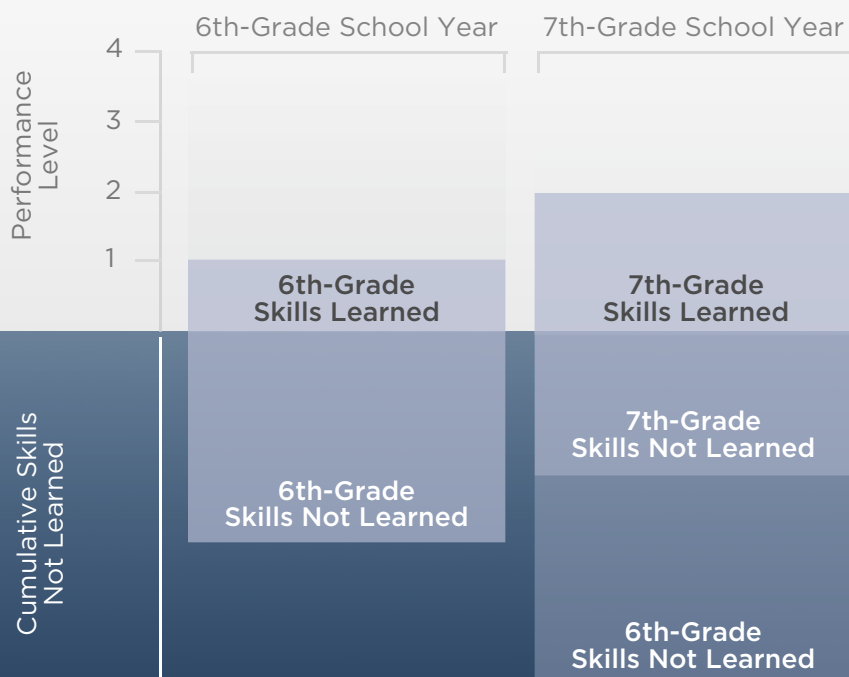 6th-Grade School Year
7th-Grade School Year
Performance
Level
4
3
2
1
6th-Grade
Skills Learned
7th-Grade
Skills Learned
Cumulative Skills
Not Learned
7th-Grade
Skills Not Learned
6th-Grade
Skills Not Learned
6th-Grade
Skills Not Learned